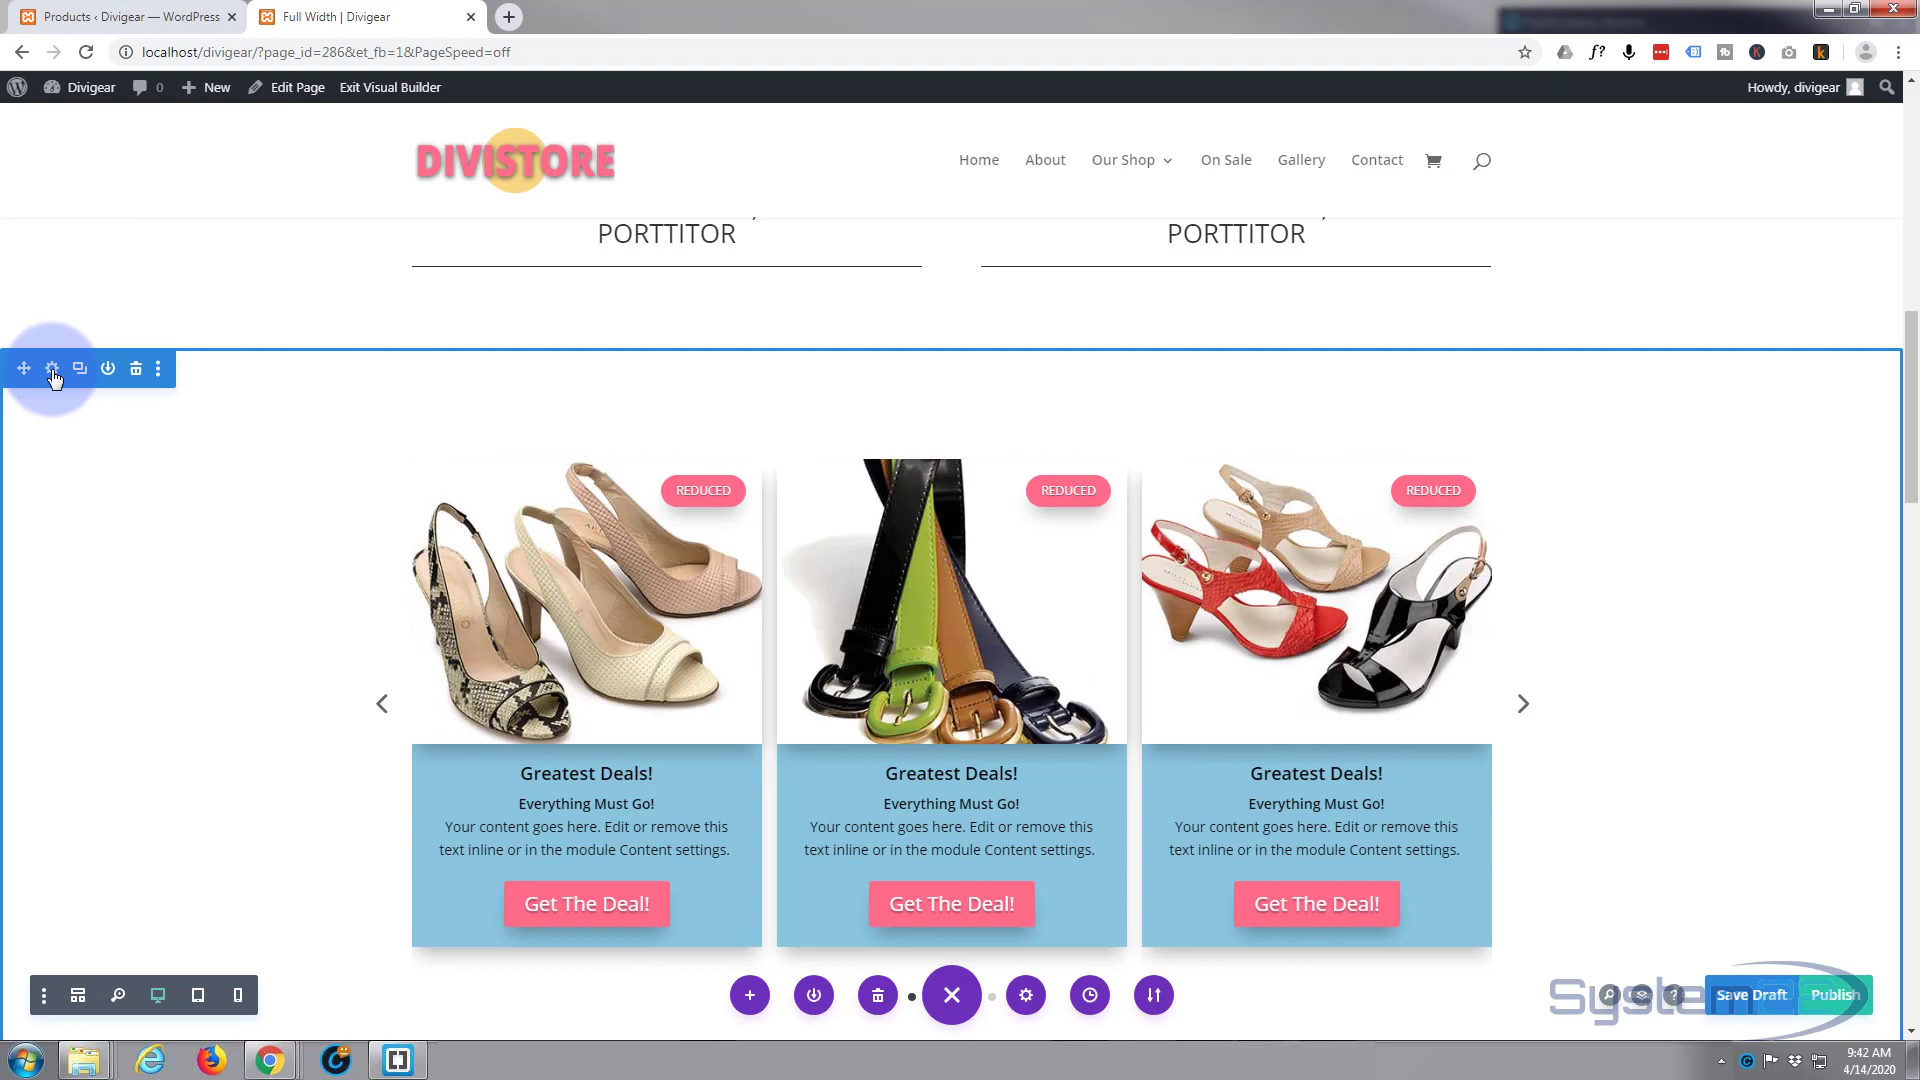 Products ‹ Divigear — WordPress
Full Width | Divigear
localhost/divigear/?page_id=286&et_fb=1&PageSpeed=off
Divigear
0
New
Edit Page
Exit Visual Builder
Howdy, divigear
DIVISTORE
Home
About
Our Shop
On Sale
Gallery
Contact
PORTTITOR
PORTTITOR
REDUCED
REDUCED
REDUCED
Greatest Deals!
Everything Must Go!
Your content goes here. Edit or remove this
text inline or in the module Content settings.
Get The Deal!
Greatest Deals!
Everything Must Go!
Your content goes here. Edit or remove this
text inline or in the module Content settings.
Get The Deal!
Greatest Deals!
Everything Must Go!
Your content goes here. Edit or remove this
text inline or in the module Content settings.
Get The Deal!
Save Draft
Publish
9:42 AM
4/14/2020